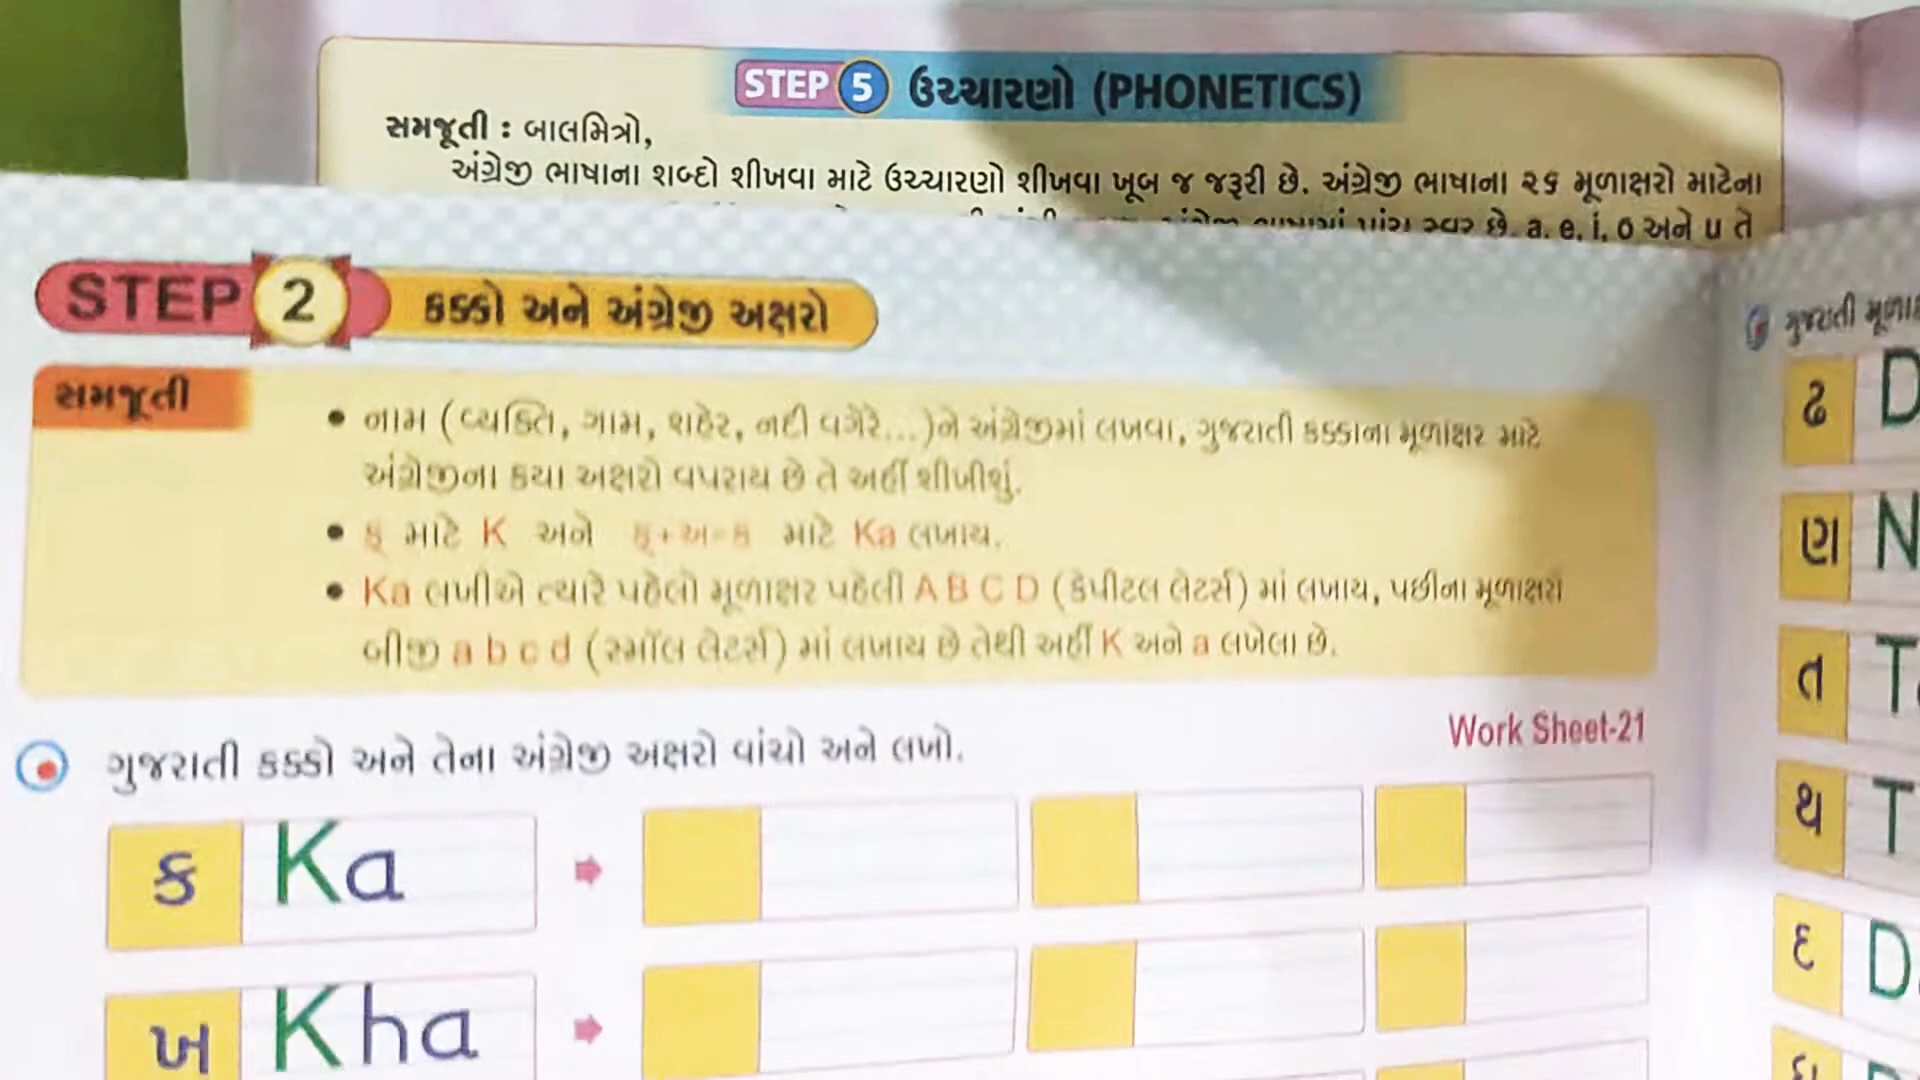 STEP 5 ઉચ્ચારણો (PHONETICS)
સમજૂતી : બાલમિત્રો,
અંગ્રેજી ભાષાના શબ્દો શીખવા માટે ઉચ્ચારણો શીખવા ખૂબ જ જરૂરી છે. અંગ્રેજી ભાષાના ૨૬ મૂળાક્ષરો માટેના
પાંચ સ્વર છે. a, e, i, o અને u તે
STEP 2 કક્કો અને અંગ્રેજી અક્ષરો
સમજૂતી
• નામ (વ્યક્તિ, ગામ, શહેર, નદી વગેરે...)ને અંગ્રેજીમાં લખવા, ગુજરાતી કક્કાના મૂળાક્ષર માટે
અંગ્રેજીના કયા અક્ષરો વપરાય છે તે અહીં શીખીશું.
• ક્ માટે K અને ક્+અ=ક માટે Ka લખાય.
• Ka લખીએ ત્યારે પહેલો મૂળાક્ષર પહેલી A B C D (કેપીટલ લેટર્સ) માં લખાય, પછીના મૂળાક્ષરો
બીજી a b c d (સ્મૉલ લેટર્સ) માં લખાય છે તેથી અહીં K અને a લખેલા છે.
ગુજરાતી કક્કો અને તેના અંગ્રેજી અક્ષરો વાંચો અને લખો.
Work Sheet-21
ક Ka
ખ Kha
ગુજરાતી
ઢ D
ણ N
ત T
થ T
દ D